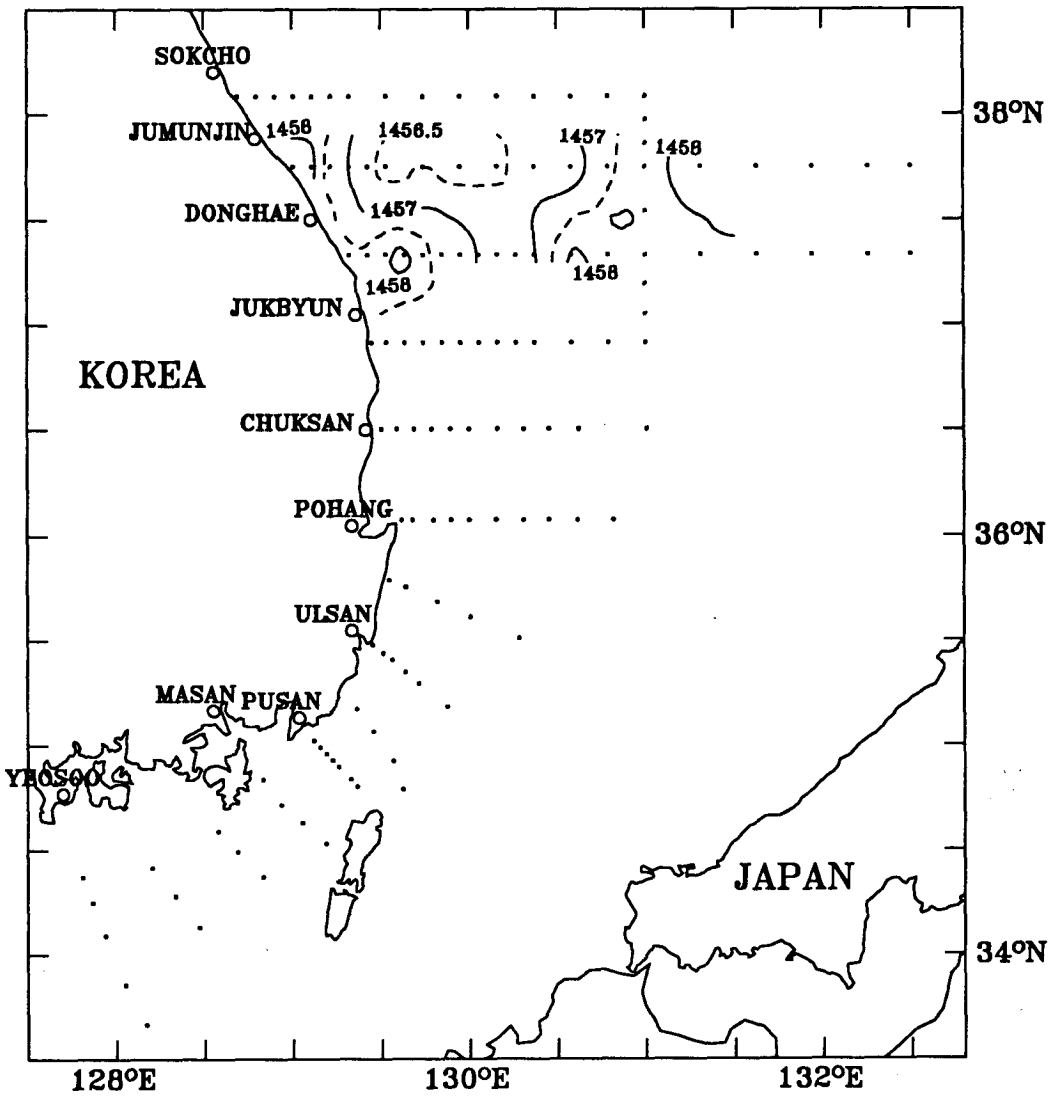 SOKCHO
38°N
JUMUNJIN
1458
1456.5
1457
1458
DONGHAE
1457
1458
1458
JUKBYUN
KOREA
CHUKSAN
POHANG
36°N
ULSAN
MASAN
PUSAN
YEOSOO
JAPAN
34°N
128°E
130°E
132°E